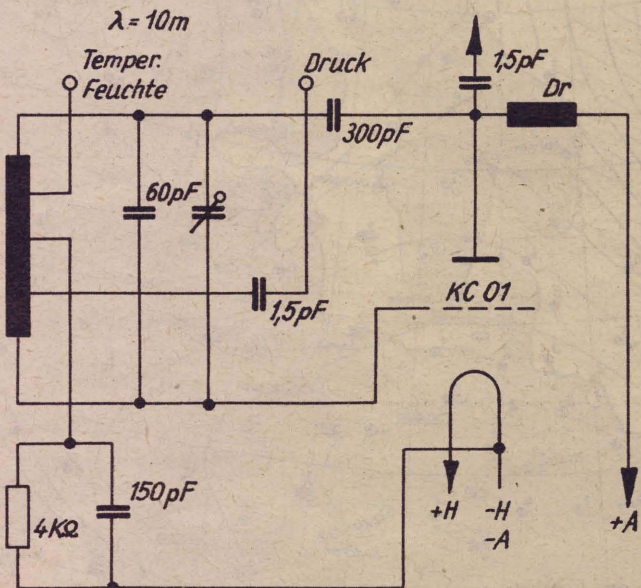 λ = 10m
Temper.
Feuchte
Druck
1,5pF
Dr
300pF
60pF
1,5pF
KC 01
150pF
4KΩ
+H
-H
-A
+A